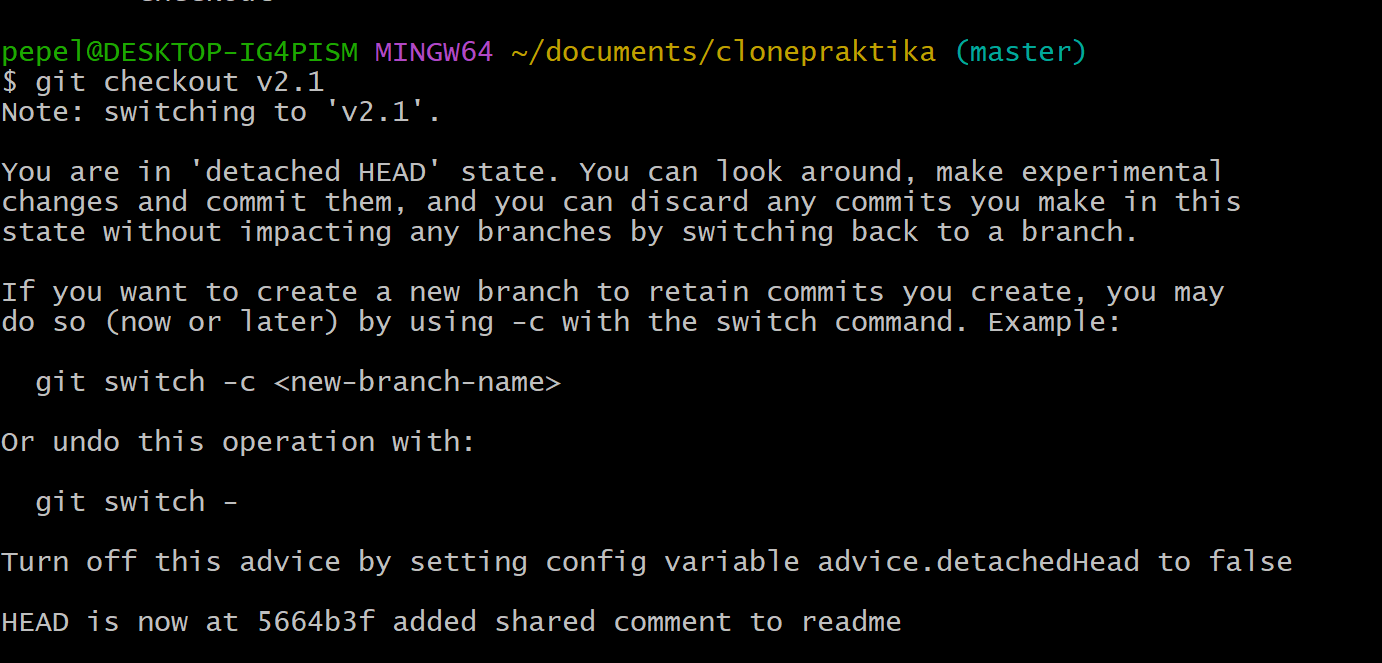 pepel@DESKTOP-IG4PISM MINGW64 ~/documents/clonepraktika (master)
$ git checkout v2.1
Note: switching to 'v2.1'.
You are in 'detached HEAD' state. You can look around, make experimental
changes and commit them, and you can discard any commits you make in this
state without impacting any branches by switching back to a branch.
If you want to create a new branch to retain commits you create, you may
do so (now or later) by using -c with the switch command. Example:
git switch -c <new-branch-name>
Or undo this operation with:
git switch -
Turn off this advice by setting config variable advice.detachedHead to false
HEAD is now at 5664b3f added shared comment to readme